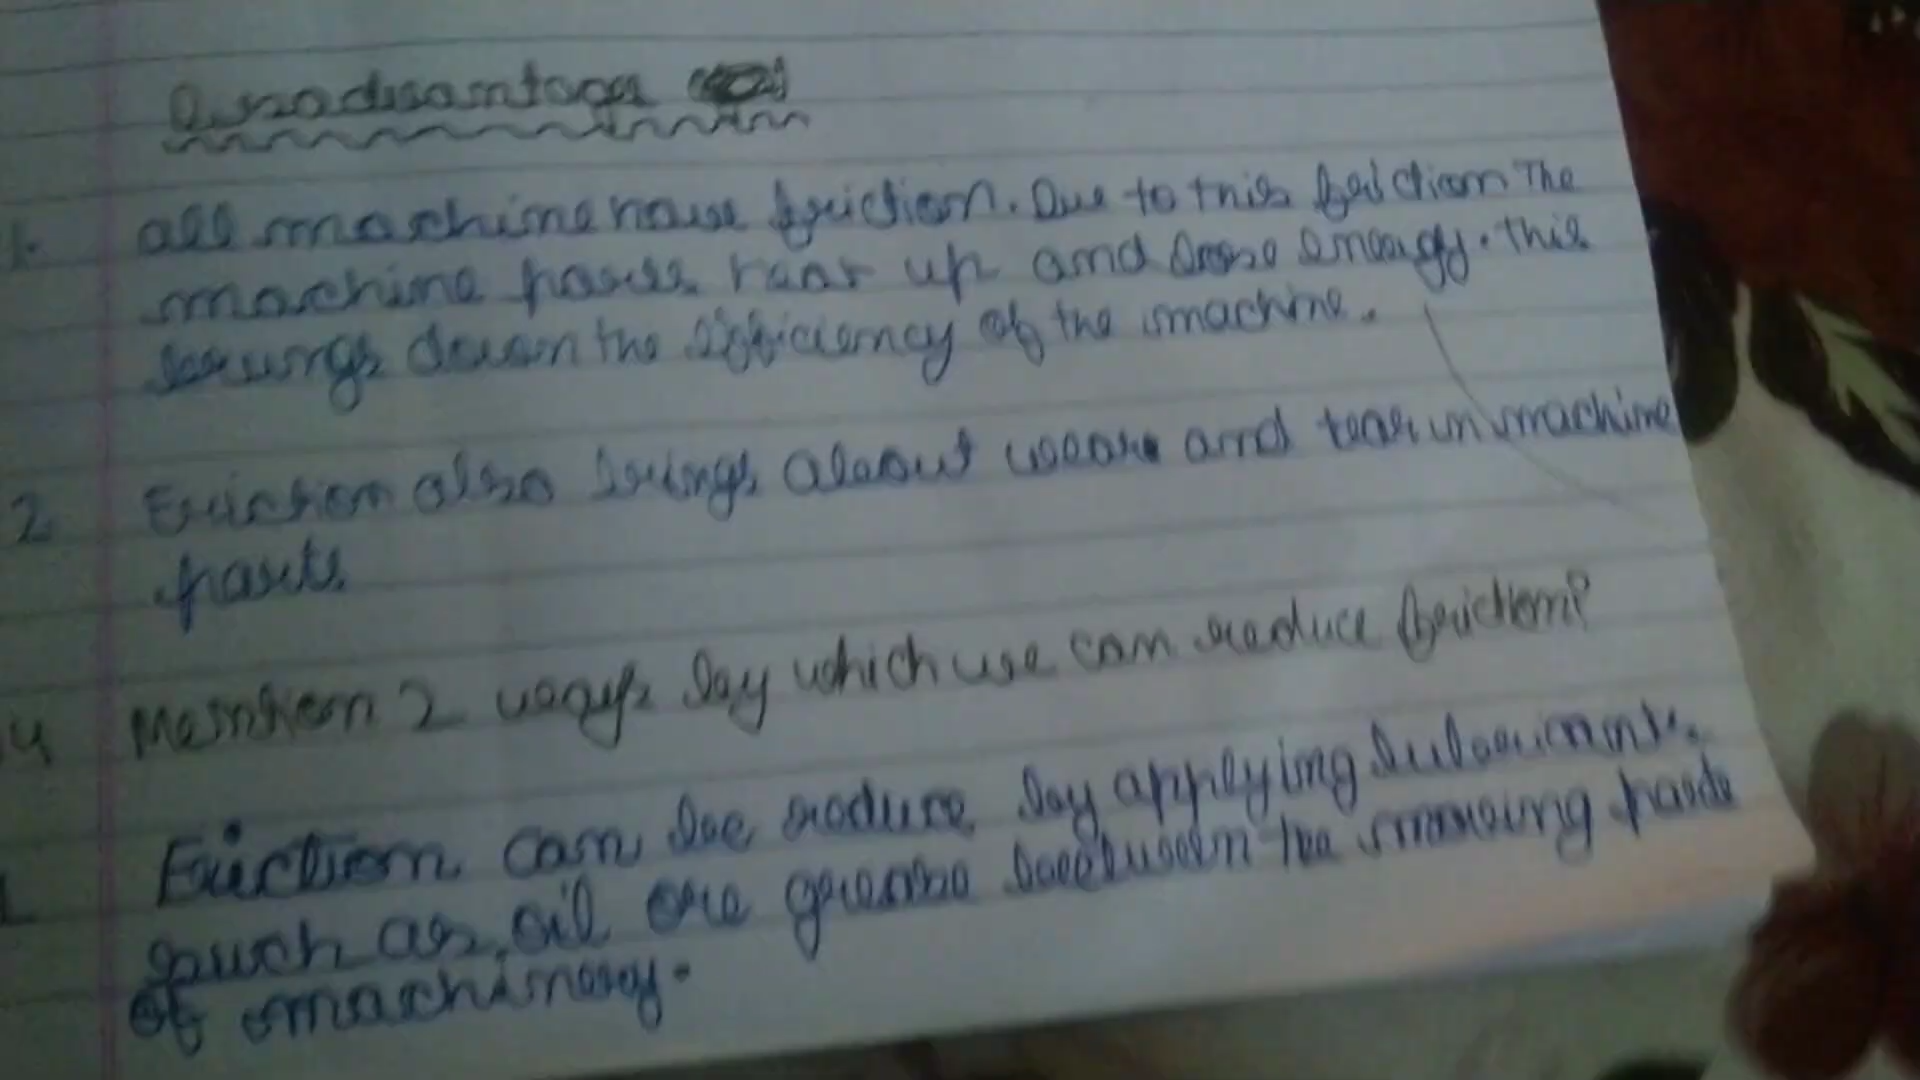 Disadvantages
1. all machine have friction. Due to this friction The
machine parts heat up and lose energy. This
brings down the efficiency of the machine.
2 Friction also brings about wear and tear in machine
parts
4 Mention 2 ways by which we can reduce friction?
1 Friction can be reduce by applying lubricants
such as oil or grease between the moving parts
of machinery.